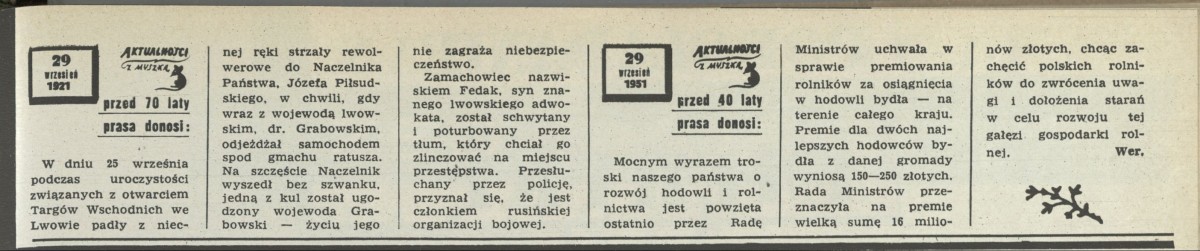 29
wrzesień
1921
AKTUALNOŚCI
Z MYSZKĄ
przed 70 laty
prasa donosi:
W dniu 25 września
podczas uroczystości
związanych z otwarciem
Targów Wschodnich we
Lwowie padły z niec-
nej ręki strzały rewol-
werowe do Naczelnika
Państwa, Józefa Piłsud-
skiego, w chwili, gdy
wraz z wojewodą lwow-
skim, dr. Grabowskim,
odjeżdżał samochodem
spod gmachu ratusza.
Na szczęście Naczelnik
wyszedł bez szwanku,
jedną z kul został ugo-
dzony wojewoda Gra-
bowski — życiu jego
nie zagraża niebezpie-
czeństwo.
Zamachowiec nazwi-
skiem Fedak, syn zna-
nego lwowskiego adwo-
kata, został schwytany
i poturbowany przez
tłum, który chciał go
zlinczować na miejscu
przestępstwa. Przesłu-
chany przez policję,
przyznał się, że jest
członkiem rusińskiej
organizacji bojowej.
29
wrzesień
1951
AKTUALNOŚCI
Z MYSZKĄ
przed 40 laty
prasa donosi:
Mocnym wyrazem tro-
ski naszego państwa o
rozwój hodowli i rol-
nictwa jest powzięta
ostatnio przez Radę
Ministrów uchwała w
sprawie premiowania
rolników za osiągnięcia
w hodowli bydła — na
terenie całego kraju.
Premie dla dwóch naj-
lepszych hodowców by-
dła z danej gromady
wyniosą 150—250 złotych.
Rada Ministrów prze-
znaczyła na premie
wielką sumę 16 milio-
nów złotych, chcąc za-
chęcić polskich rolni-
ków do zwrócenia uwa-
gi i dołożenia starań
w celu rozwoju tej
gałęzi gospodarki rol-
nej. Wer.